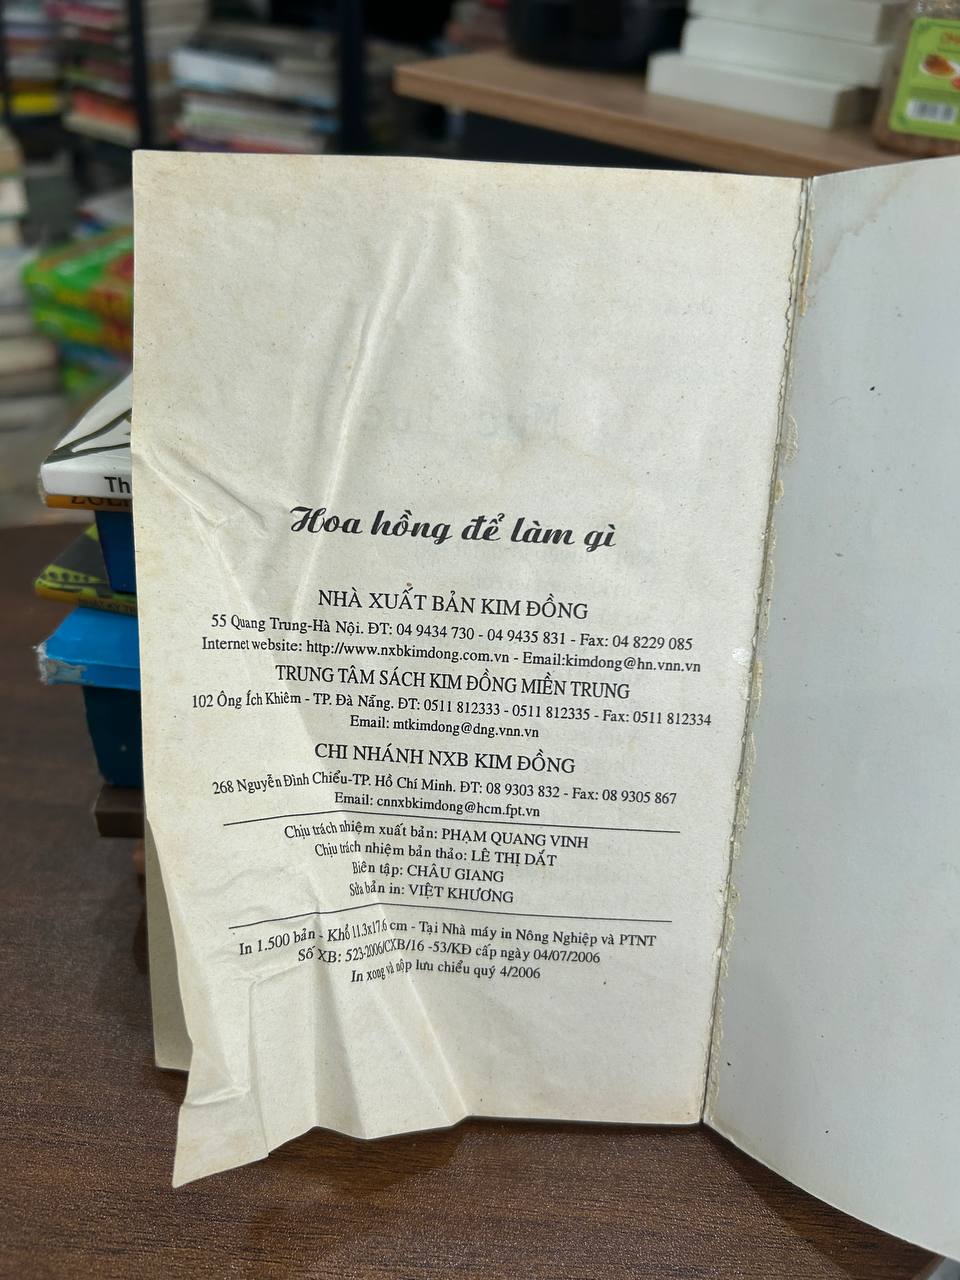 Hoa hồng để làm gì
NHÀ XUẤT BẢN KIM ĐỒNG
55 Quang Trung-Hà Nội. ĐT: 04 9434 730 - 04 9435 831 - Fax: 04 8229 085
Internet website: http://www.nxbkimdong.com.vn - Email:kimdong@hn.vnn.vn
TRUNG TÂM SÁCH KIM ĐỒNG MIỀN TRUNG
102 Ông Ích Khiêm - TP. Đà Nẵng. ĐT: 0511 812333 - 0511 812335 - Fax: 0511 812334
Email: mtkimdong@dng.vnn.vn
CHI NHÁNH NXB KIM ĐỒNG
268 Nguyễn Đình Chiểu-TP. Hồ Chí Minh. ĐT: 08 9303 832 - Fax: 08 9305 867
Email: cnnxbkimdong@hcm.fpt.vn
Chịu trách nhiệm xuất bản: PHẠM QUANG VINH
Chịu trách nhiệm bản thảo: LÊ THỊ DẮT
Biên tập: CHÂU GIANG
Sửa bản in: VIỆT KHƯƠNG
In 1.500 bản - Khổ 11.3x17.6 cm - Tại Nhà máy in Nông Nghiệp và PTNT
Số XB: 523-2006/CXB/16 -53/KĐ cấp ngày 04/07/2006
In xong và nộp lưu chiểu quý 4/2006
Th